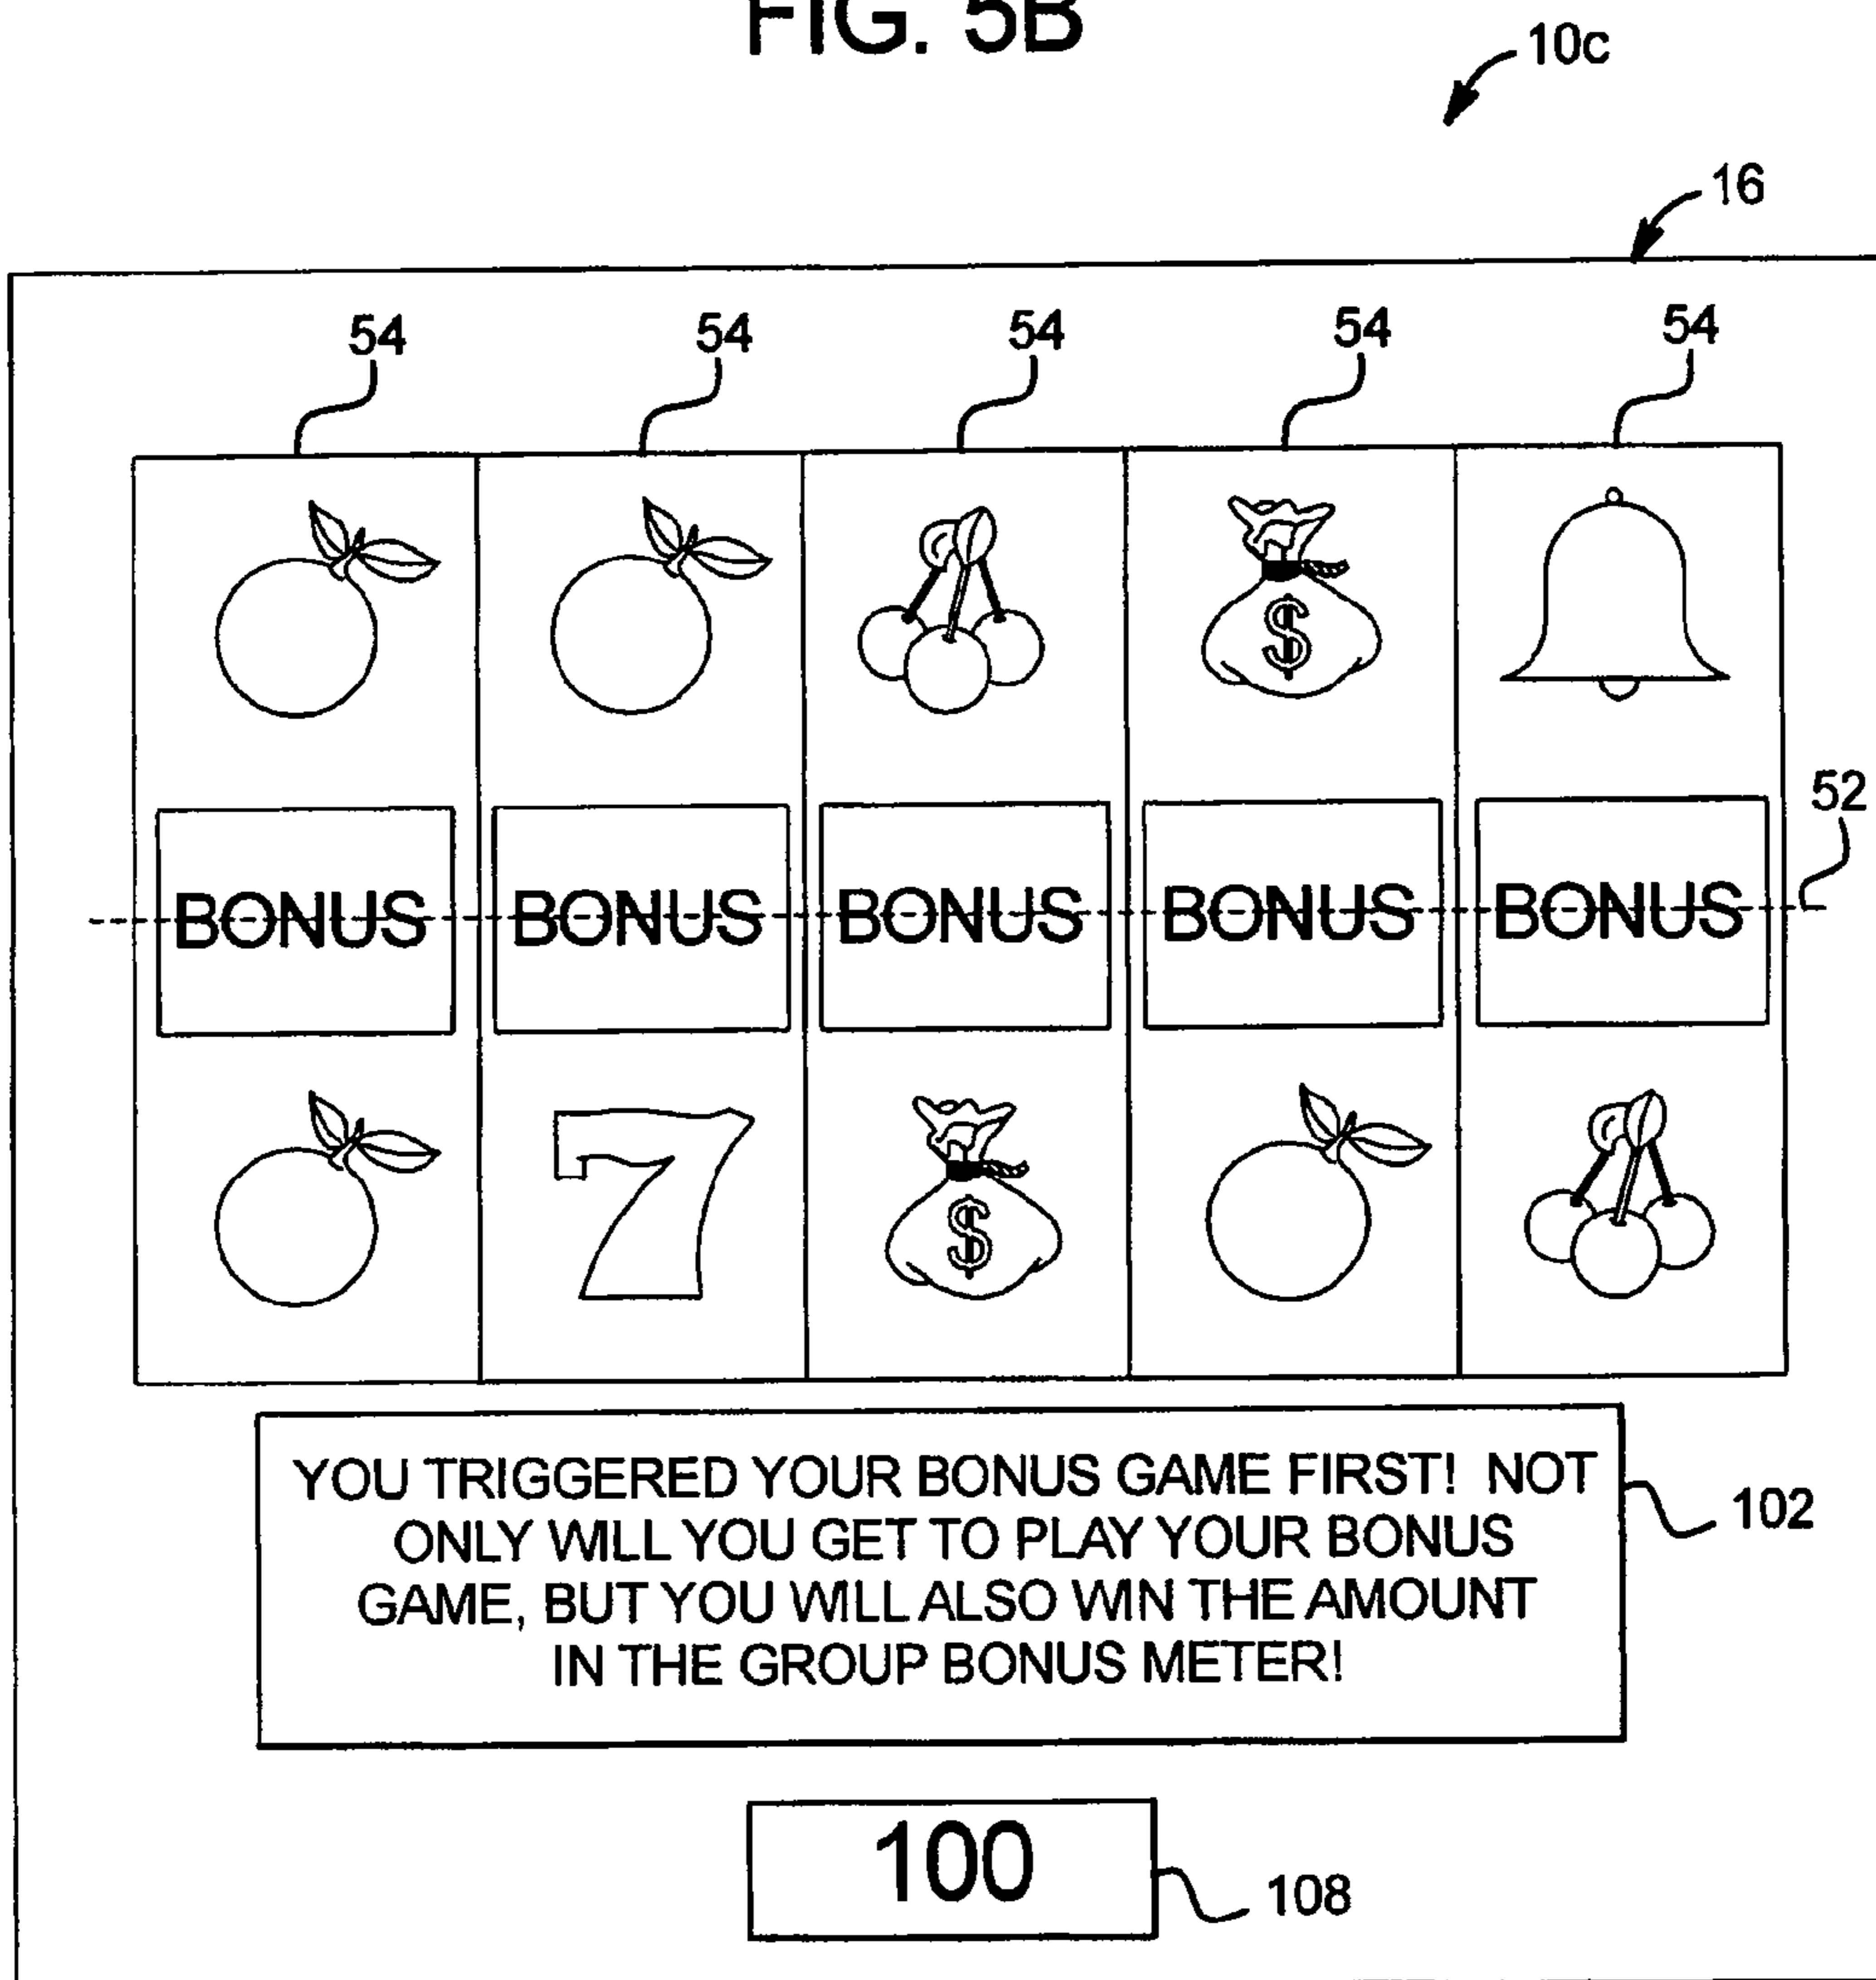 FIG. 5B
10c
16
54 54 54 54 54
$
52
BONUS BONUS BONUS BONUS BONUS
7 $
YOU TRIGGERED YOUR BONUS GAME FIRST! NOT
ONLY WILL YOU GET TO PLAY YOUR BONUS
GAME, BUT YOU WILL ALSO WIN THE AMOUNT
IN THE GROUP BONUS METER!
102
100
108